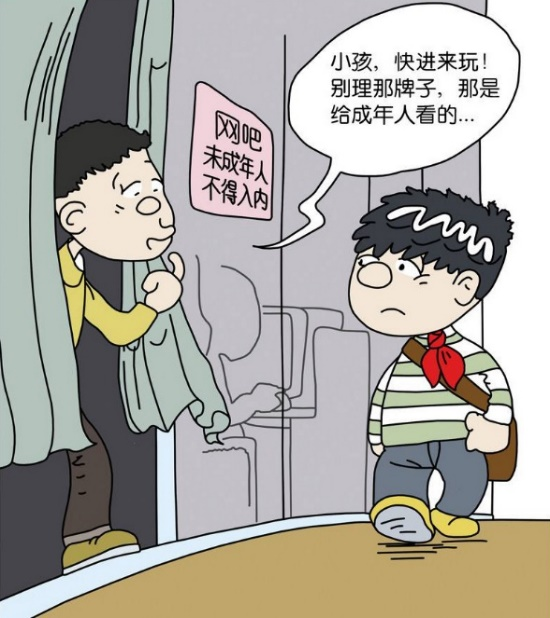 小孩，快进来玩！
别理那牌子，那是
给成年人看的...
网吧
未成年人
不得入内